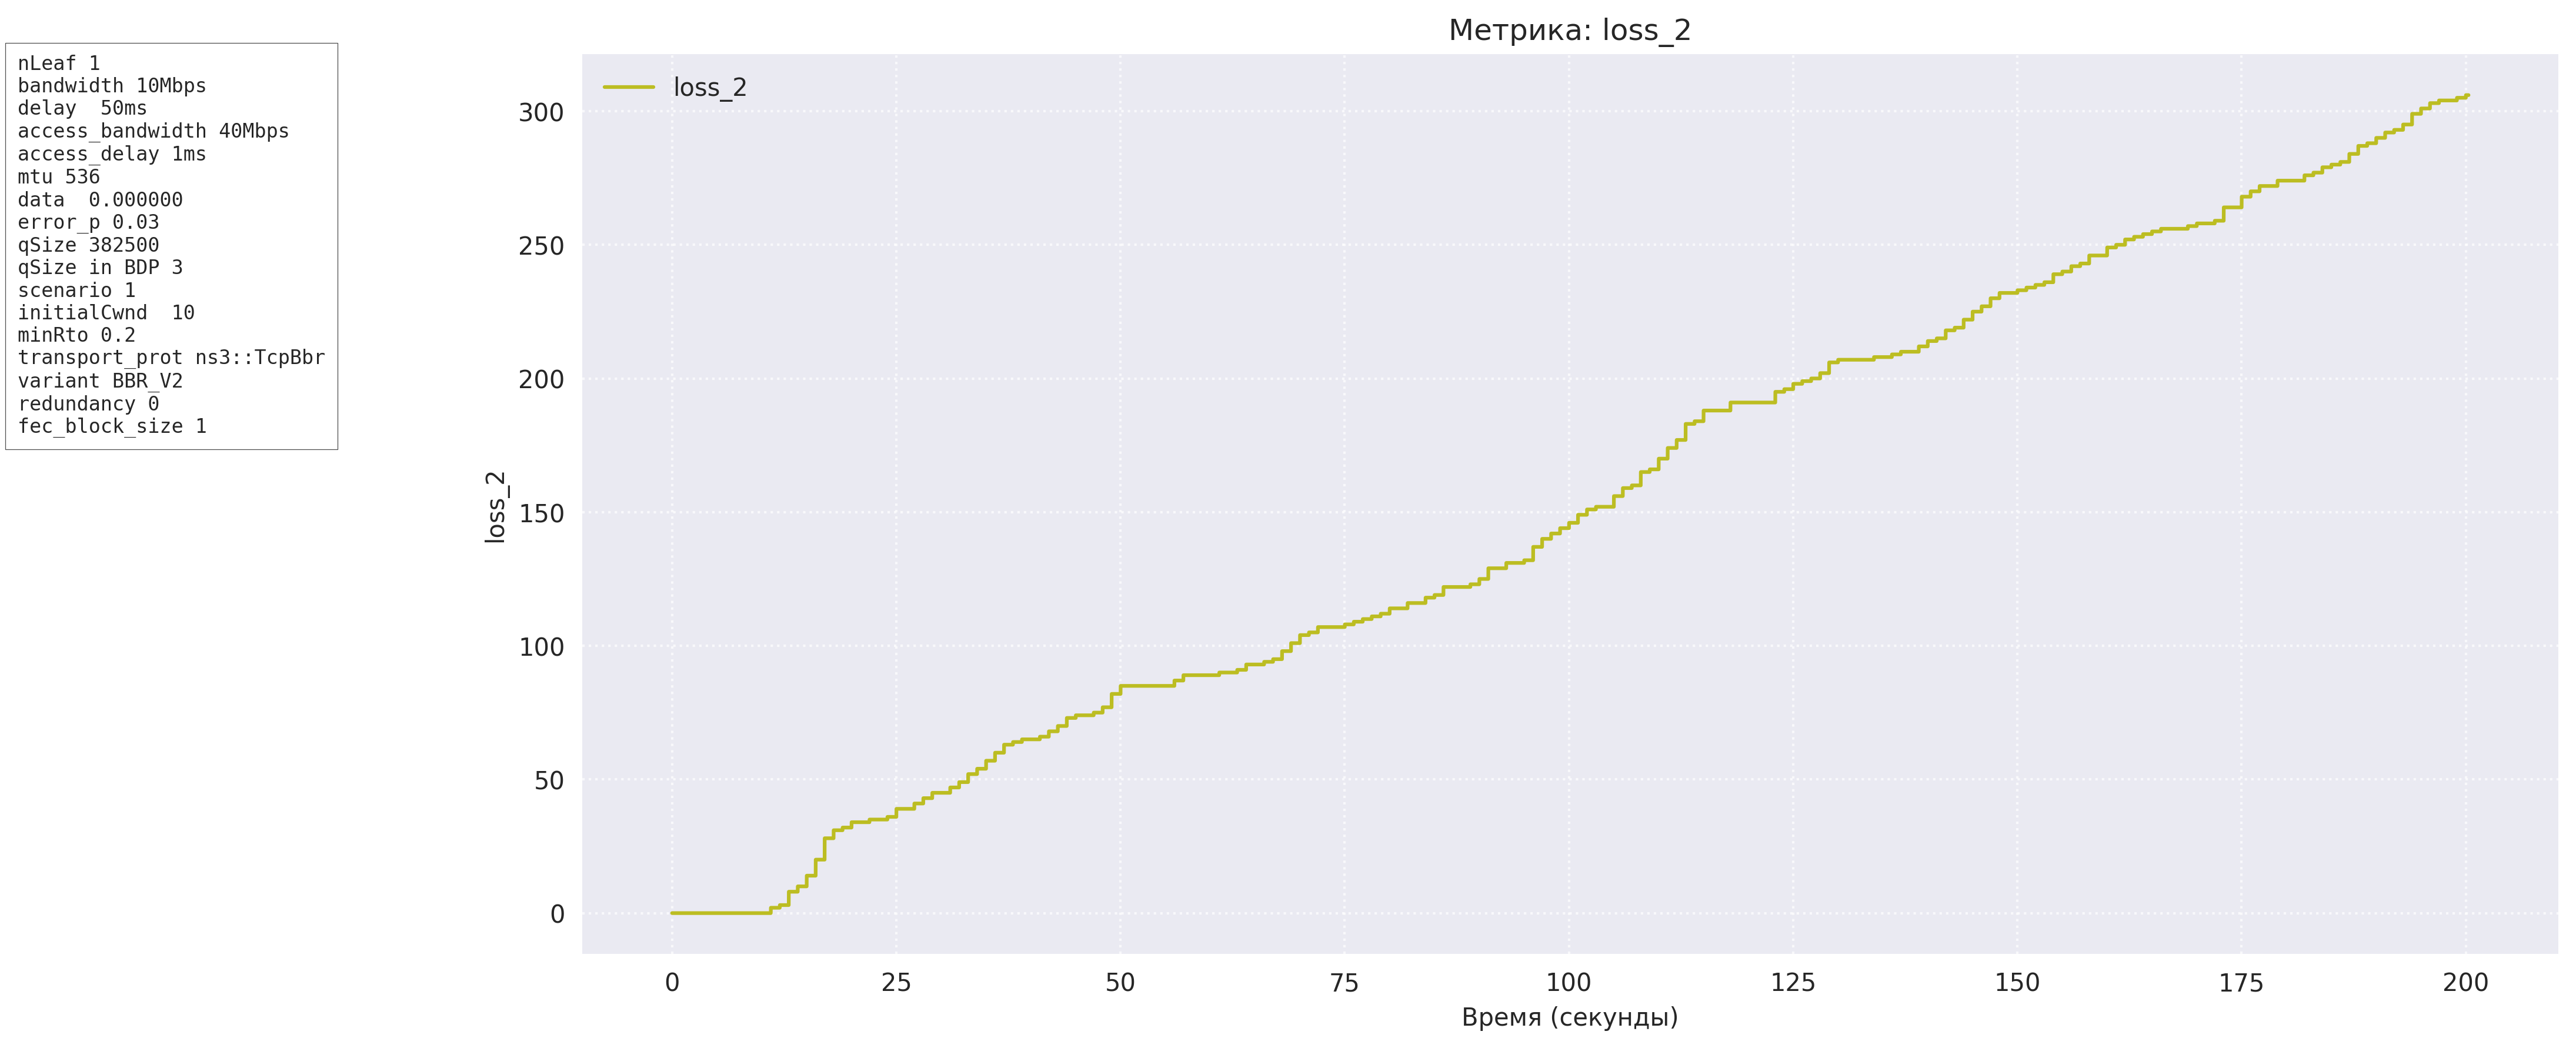 Метрика: loss_2
nLeaf 1
bandwidth 10Mbps
delay  50ms
access_bandwidth 40Mbps
access_delay 1ms
mtu 536
data  0.000000
error_p 0.03
qSize 382500
qSize in BDP 3
scenario 1
initialCwnd  10
minRto 0.2
transport_prot ns3::TcpBbr
variant BBR_V2
redundancy 0
fec_block_size 1
loss_2
loss_2
300
250
200
150
100
50
0
0 25 50 75 100 125 150 175 200
Время (секунды)